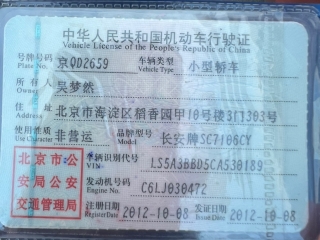 中华人民共和国机动车行驶证
Vehicle License of the People's Republic of China
号牌号码 京QD2659 车辆类型 小型轿车
Plate No. Vehicle Type
所有人 吴梦然
Owner
住址 北京市海淀区稻香园甲10号楼3门303号
Address
使用性质 非营运 品牌型号 长安牌SC7106CY
Use Character Model
北京市公安局公安交通管理局
车辆识别代号 LS5A3BBD5CA530189
VIN
发动机号码 C6LJ030472
Engine No.
注册日期 2012-10-08 发证日期 2012-10-08
Register Date Issue Date